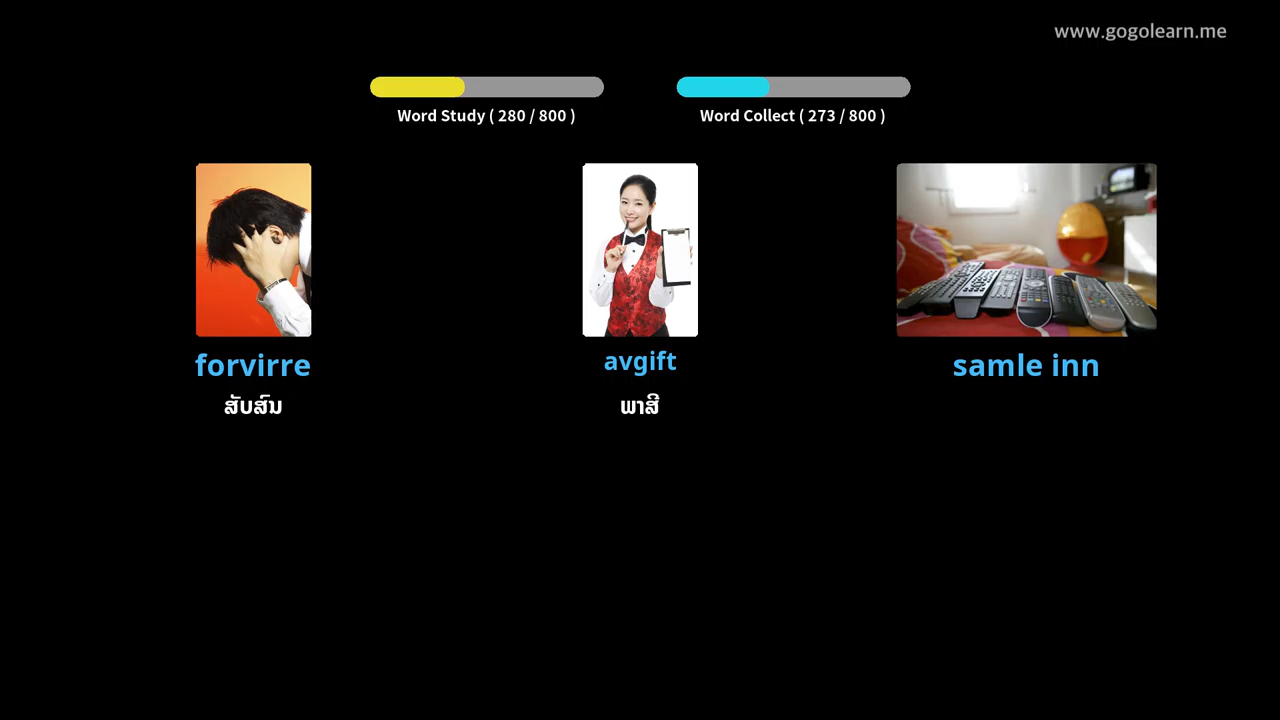 www.gogolearn.me
Word Study ( 280 / 800 )
Word Collect ( 273 / 800 )
forvirre
avgift
samle inn
ສັບສົນ
ພາສີ